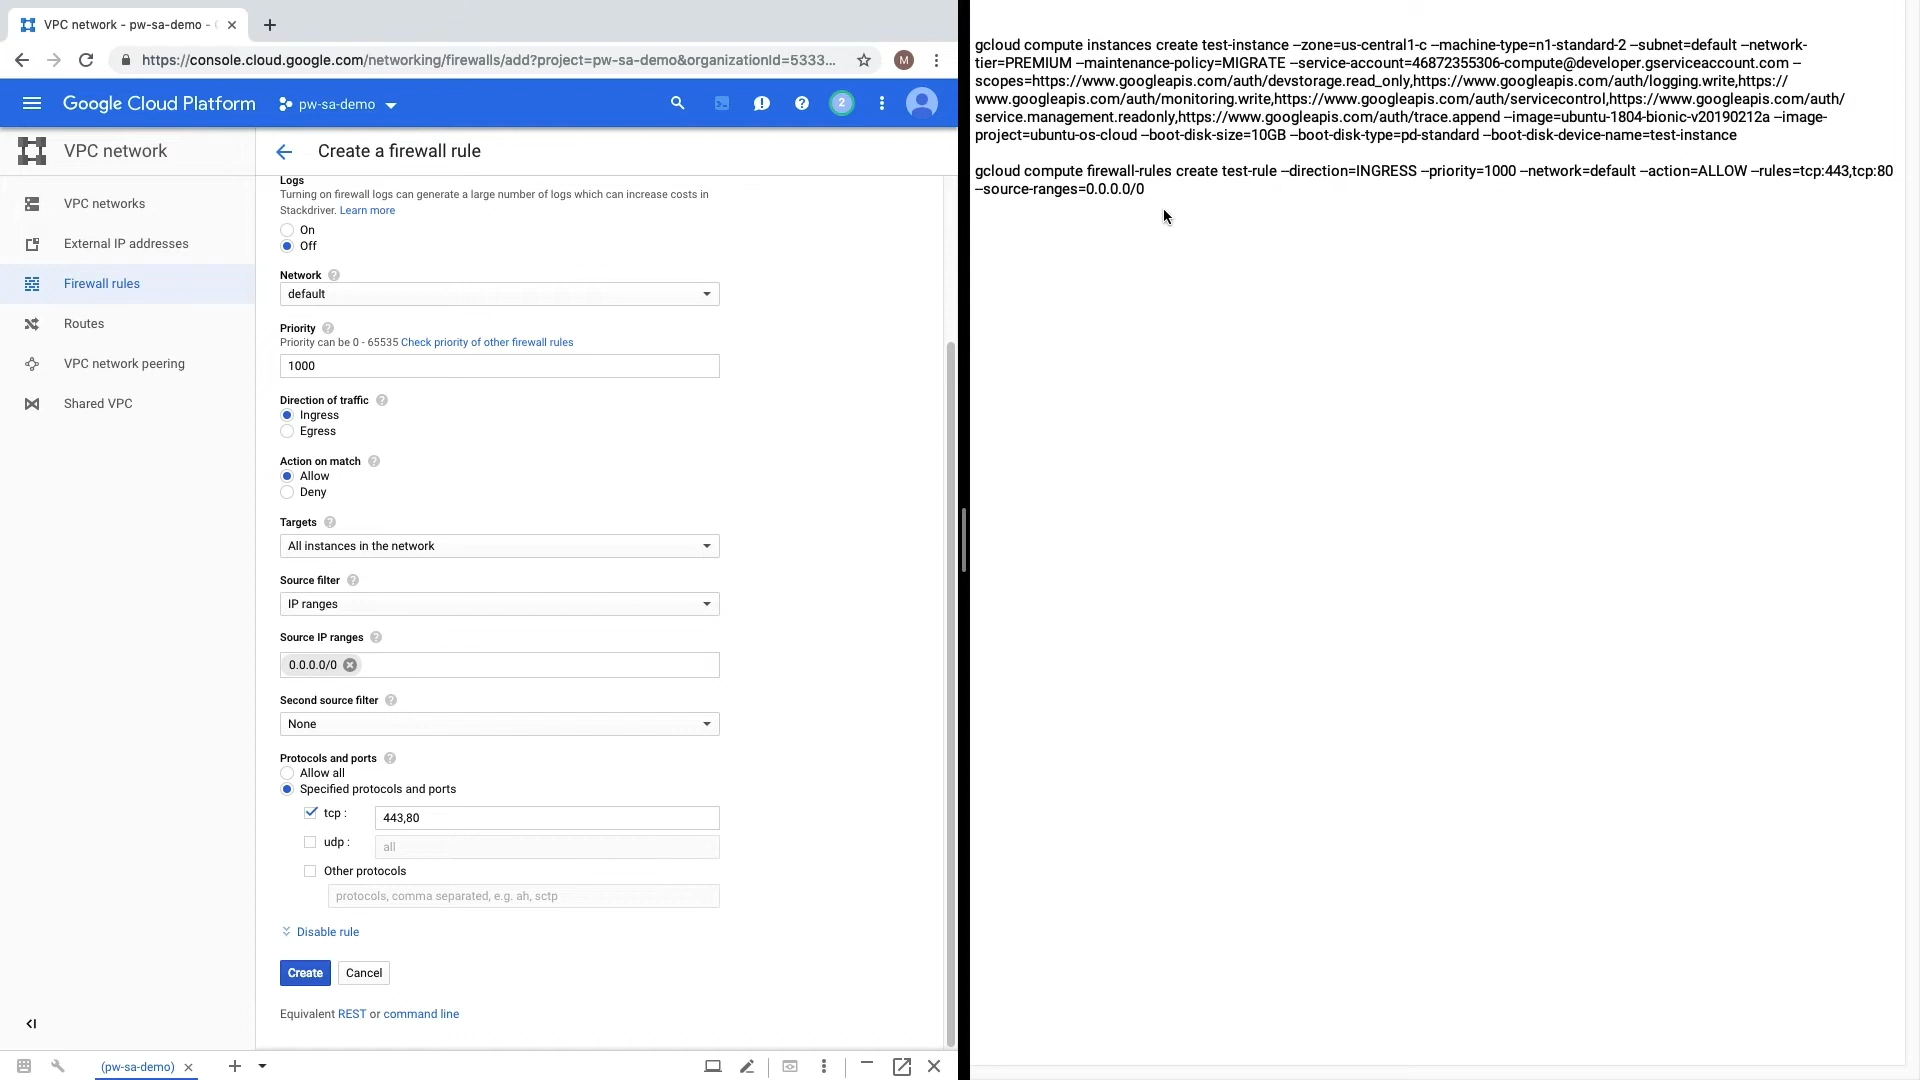 VPC network - pw-sa-demo - G
https://console.cloud.google.com/networking/firewalls/add?project=pw-sa-demo&organizationId=5333...
M
Google Cloud Platform
pw-sa-demo
2
VPC network
VPC networks
External IP addresses
Firewall rules
Routes
VPC network peering
Shared VPC
Create a firewall rule
Logs
Turning on firewall logs can generate a large number of logs which can increase costs in
Stackdriver. Learn more
On
Off
Network
default
Priority
Priority can be 0 - 65535 Check priority of other firewall rules
1000
Direction of traffic
Ingress
Egress
Action on match
Allow
Deny
Targets
All instances in the network
Source filter
IP ranges
Source IP ranges
0.0.0.0/0
Second source filter
None
Protocols and ports
Allow all
Specified protocols and ports
tcp :
443,80
udp :
all
Other protocols
protocols, comma separated, e.g. ah, sctp
Disable rule
Create
Cancel
Equivalent REST or command line
(pw-sa-demo)
gcloud compute instances create test-instance --zone=us-central1-c --machine-type=n1-standard-2 --subnet=default --network-
tier=PREMIUM --maintenance-policy=MIGRATE --service-account=46872355306-compute@developer.gserviceaccount.com --
scopes=https://www.googleapis.com/auth/devstorage.read_only,https://www.googleapis.com/auth/logging.write,https://
www.googleapis.com/auth/monitoring.write,https://www.googleapis.com/auth/servicecontrol,https://www.googleapis.com/auth/
service.management.readonly,https://www.googleapis.com/auth/trace.append --image=ubuntu-1804-bionic-v20190212a --image-
project=ubuntu-os-cloud --boot-disk-size=10GB --boot-disk-type=pd-standard --boot-disk-device-name=test-instance
gcloud compute firewall-rules create test-rule --direction=INGRESS --priority=1000 --network=default --action=ALLOW --rules=tcp:443,tcp:80
--source-ranges=0.0.0.0/0